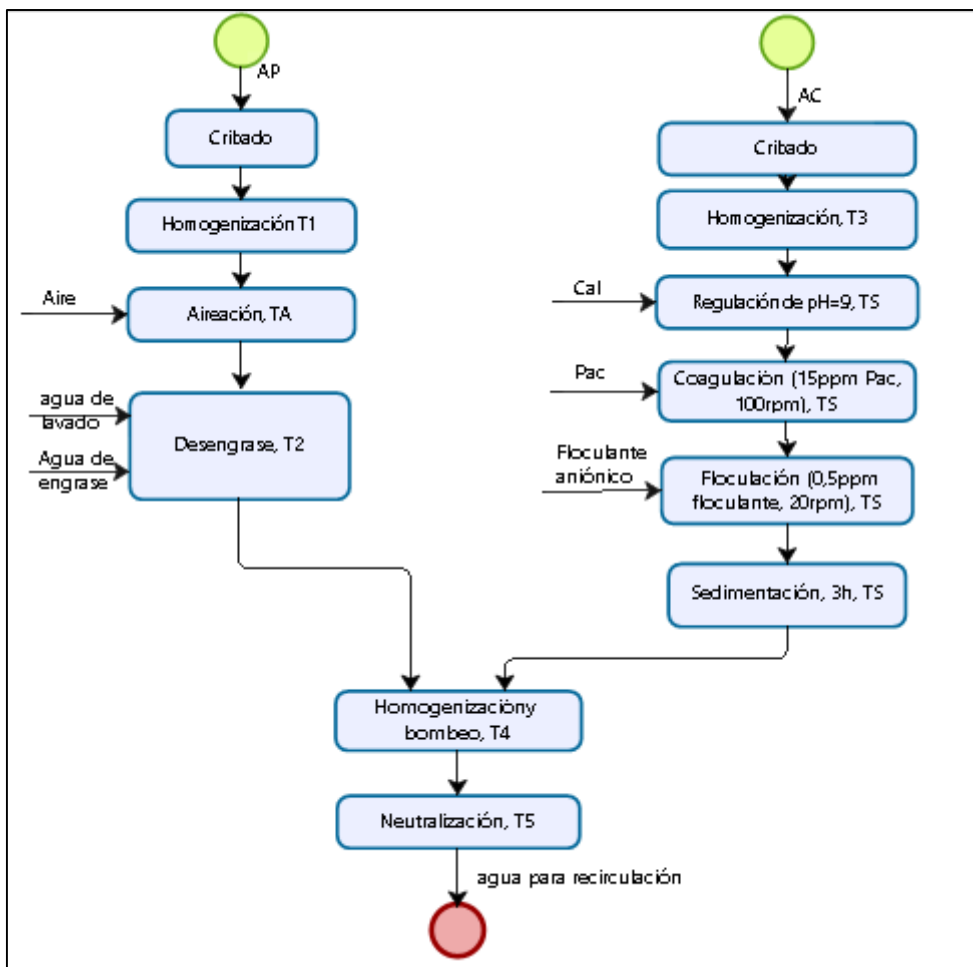 AP
Cribado
Homogenización T1
Aire
Aireación, TA
agua de
lavado
Agua de
engrase
Desengrase, T2
AC
Cribado
Homogenización, T3
Cal
Regulación de pH=9, TS
Pac
Coagulación (15ppm Pac,
100rpm), TS
Floculante
aniónico
Floculación (0,5ppm
floculante, 20rpm), TS
Sedimentación, 3h, TS
Homogenizacióny
bombeo, T4
Neutralización, T5
agua para recirculación